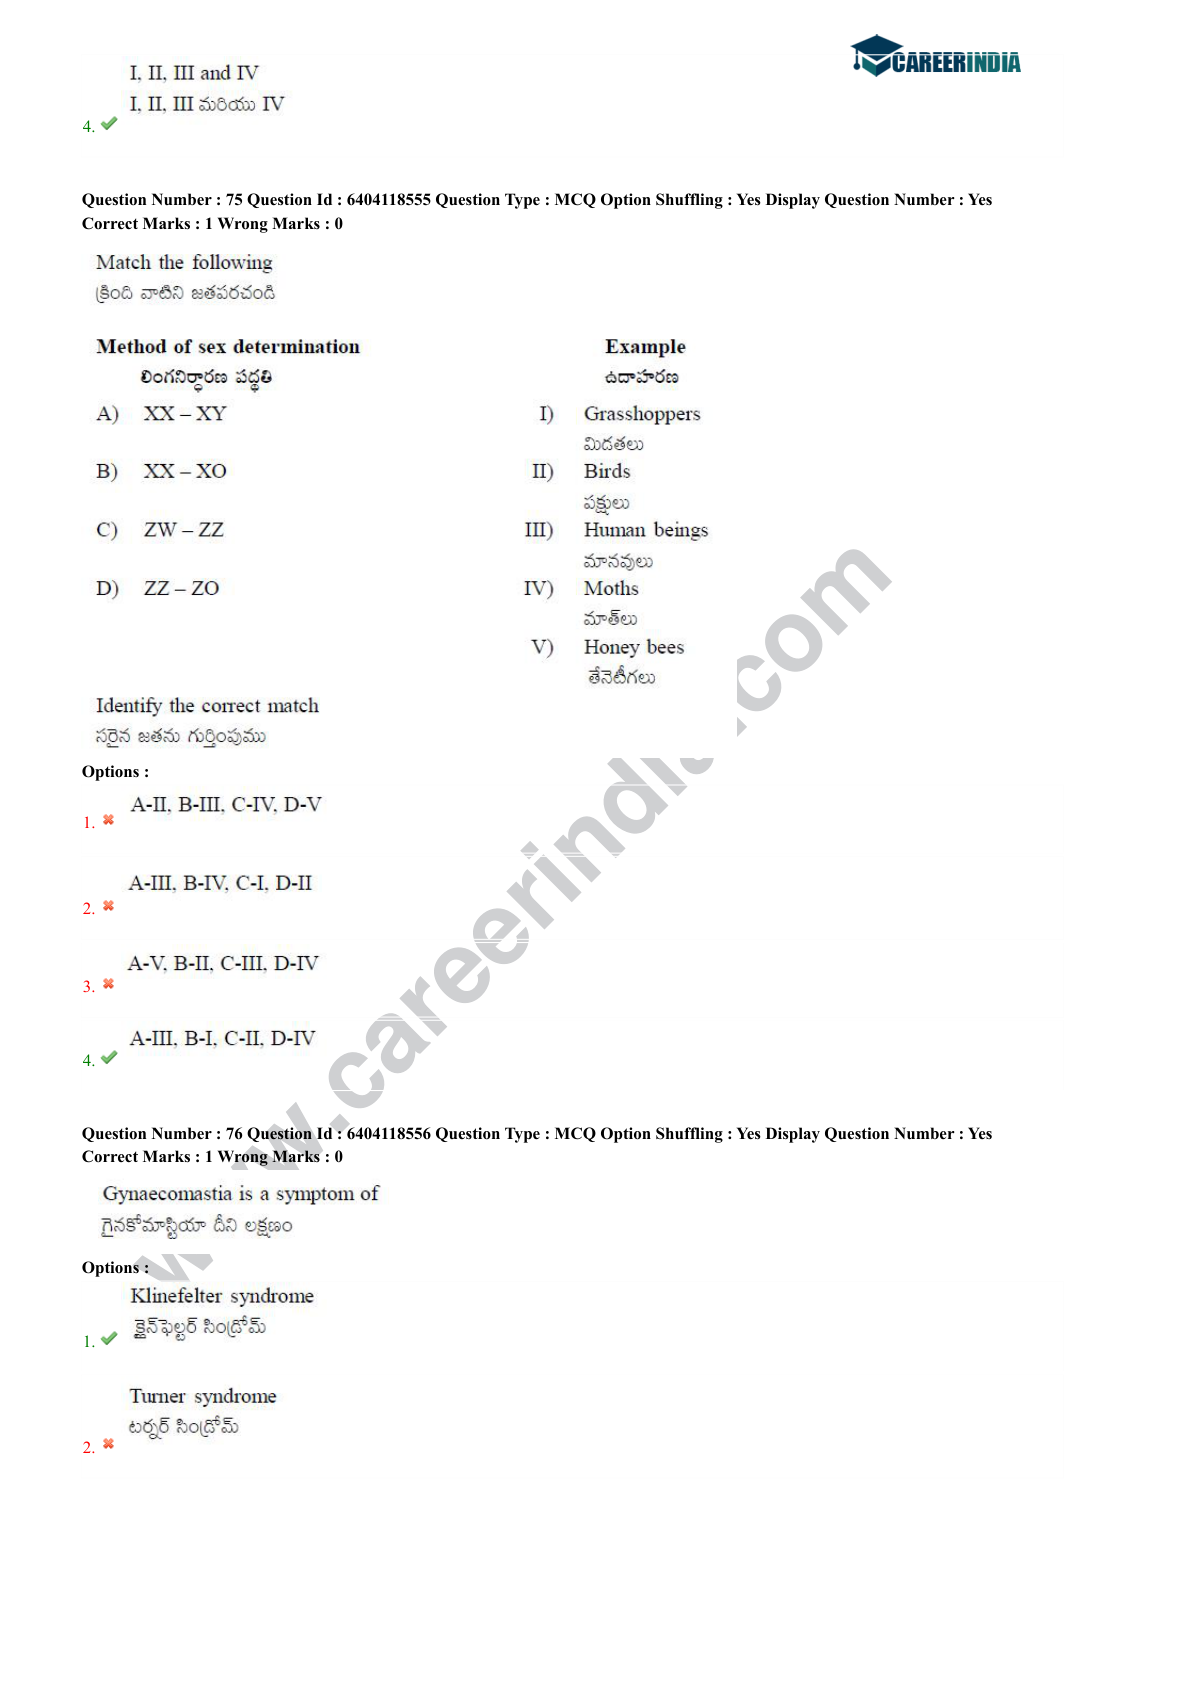 CAREERINDIA
I, II, III and IV
I, II, III మరియు IV
4.
Question Number : 75 Question Id : 6404118555 Question Type : MCQ Option Shuffling : Yes Display Question Number : Yes
Correct Marks : 1 Wrong Marks : 0
Match the following
క్రింది వాటిని జతపరచండి
Method of sex determination Example
లింగనిర్ధారణ పద్ధతి ఉదాహరణ
A) XX – XY I) Grasshoppers
మిడతలు
B) XX – XO II) Birds
పక్షులు
C) ZW – ZZ III) Human beings
మానవులు
D) ZZ – ZO IV) Moths
మాత్‌లు
V) Honey bees
తేనెటీగలు
Identify the correct match
సరైన జతను గుర్తింపుము
Options :
A-II, B-III, C-IV, D-V
1.
A-III, B-IV, C-I, D-II
2.
A-V, B-II, C-III, D-IV
3.
A-III, B-I, C-II, D-IV
4.
Question Number : 76 Question Id : 6404118556 Question Type : MCQ Option Shuffling : Yes Display Question Number : Yes
Correct Marks : 1 Wrong Marks : 0
Gynaecomastia is a symptom of
గైనకోమాస్టియా దీని లక్షణం
Options :
Klinefelter syndrome
క్లైన్‌ఫెల్టర్ సిండ్రోమ్
1.
Turner syndrome
టర్నర్ సిండ్రోమ్
2.
www.careerindia.com